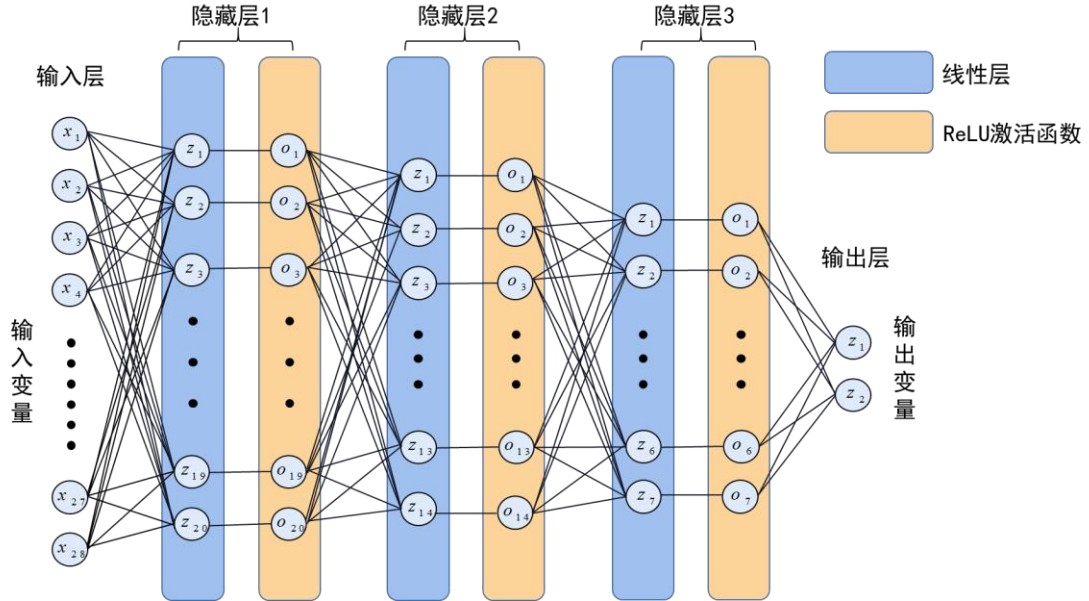 隐藏层1
隐藏层2
隐藏层3
输入层
线性层
ReLU激活函数
输出层
输入变量
输出变量
x1
x2
x3
x4
x27
x28
z1
z2
z3
z19
z20
o1
o2
o3
o19
o20
z1
z2
z3
z13
z14
o1
o2
o3
o13
o14
z1
z2
z6
z7
o1
o2
o6
o7
z1
z2